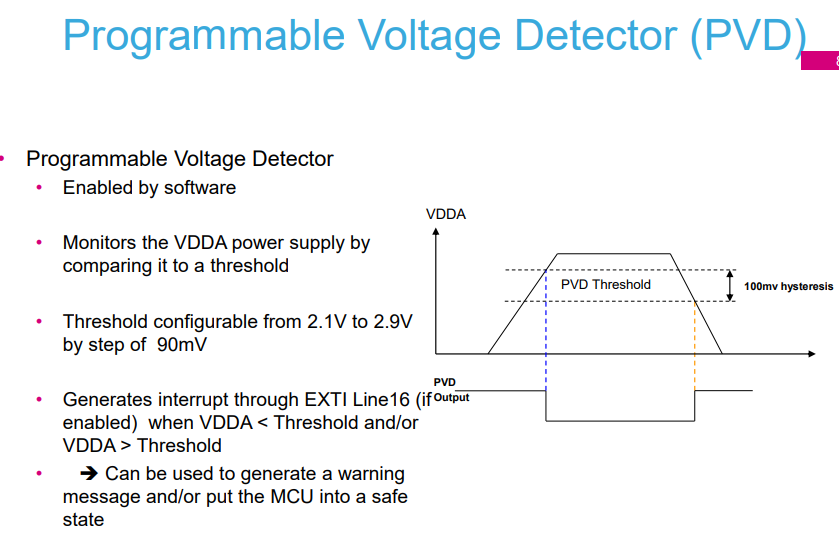 Programmable Voltage Detector (PVD)
• Programmable Voltage Detector
• Enabled by software
• Monitors the VDDA power supply by
comparing it to a threshold
• Threshold configurable from 2.1V to 2.9V
by step of 90mV
• Generates interrupt through EXTI Line16 (if
enabled) when VDDA < Threshold and/or
VDDA > Threshold
• ➔ Can be used to generate a warning
message and/or put the MCU into a safe
state
VDDA
PVD Threshold
100mv hysteresis
PVD
Output